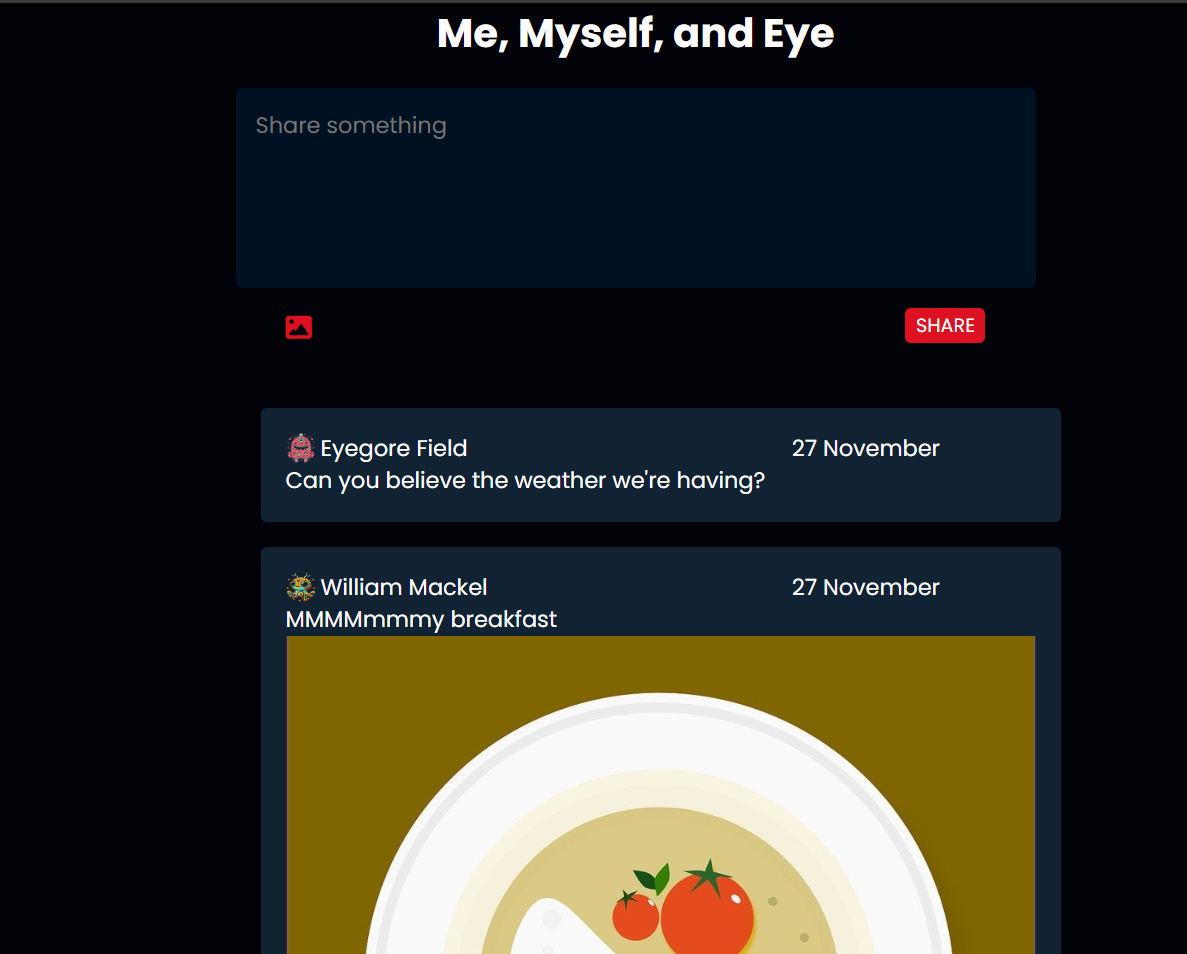 Me, Myself, and Eye
Share something
SHARE
Eyegore Field 27 November
Can you believe the weather we're having?
William Mackel 27 November
MMMMmmmy breakfast